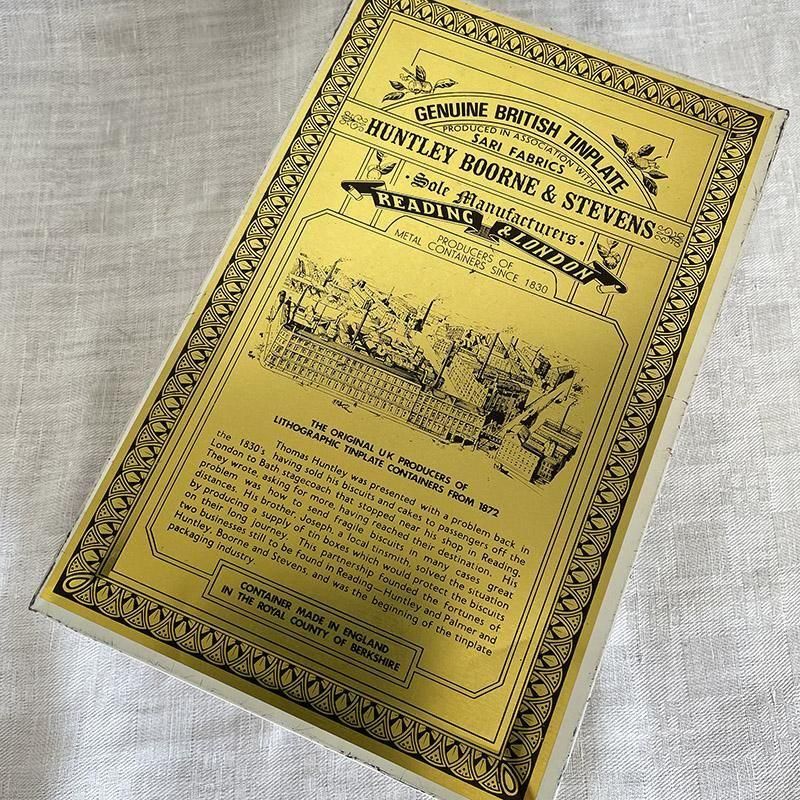 GENUINE BRITISH TINPLATE
PRODUCED IN ASSOCIATION WITH
SARI FABRICS
HUNTLEY BOORNE & STEVENS
· Sole Manufacturers ·
READING & LONDON
PRODUCERS OF
METAL CONTAINERS SINCE 1830
THE ORIGINAL U.K. PRODUCERS OF
LITHOGRAPHIC TINPLATE CONTAINERS FROM 1872
Thomas Huntley was presented with a problem back in
the 1830's having sold his biscuits and cakes to passengers off the
London to Bath stagecoach that stopped near his shop in Reading.
They wrote, asking for more, having reached their destination. His
problem was how to send fragile biscuits in many cases great
distances. His brother, Joseph, a local tinsmith, solved the situation
by producing a supply of tin boxes which would protect the biscuits
on their long journey. This partnership founded the fortunes of
two businesses still to be found in Reading—Huntley and Palmer and
Huntley, Boorne and Stevens, and was the beginning of the tinplate
packaging industry.
CONTAINER MADE IN ENGLAND
IN THE ROYAL COUNTY OF BERKSHIRE